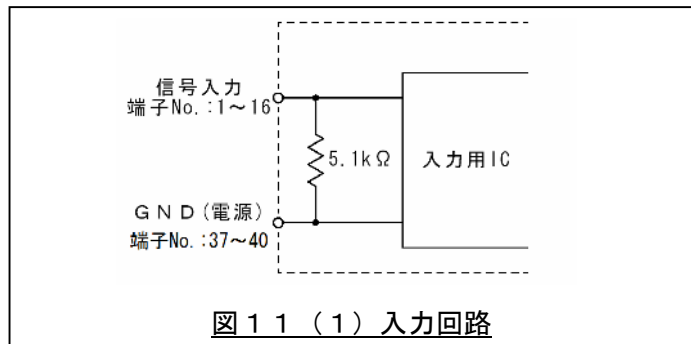 信号入力
端子No.:1～16
5.1kΩ
入力用IC
ＧＮＤ(電源)
端子No.:37～40
図１１（１）入力回路